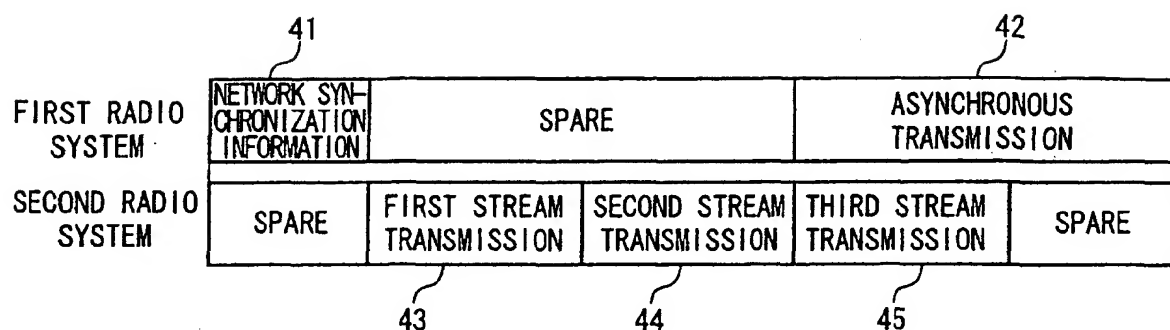 41
42
FIRST RADIO
SYSTEM
NETWORK SYN-
CHRONIZATION
INFORMATION
SPARE
ASYNCHRONOUS
TRANSMISSION
SECOND RADIO
SYSTEM
SPARE
FIRST STREAM
TRANSMISSION
SECOND STREAM
TRANSMISSION
THIRD STREAM
TRANSMISSION
SPARE
43
44
45